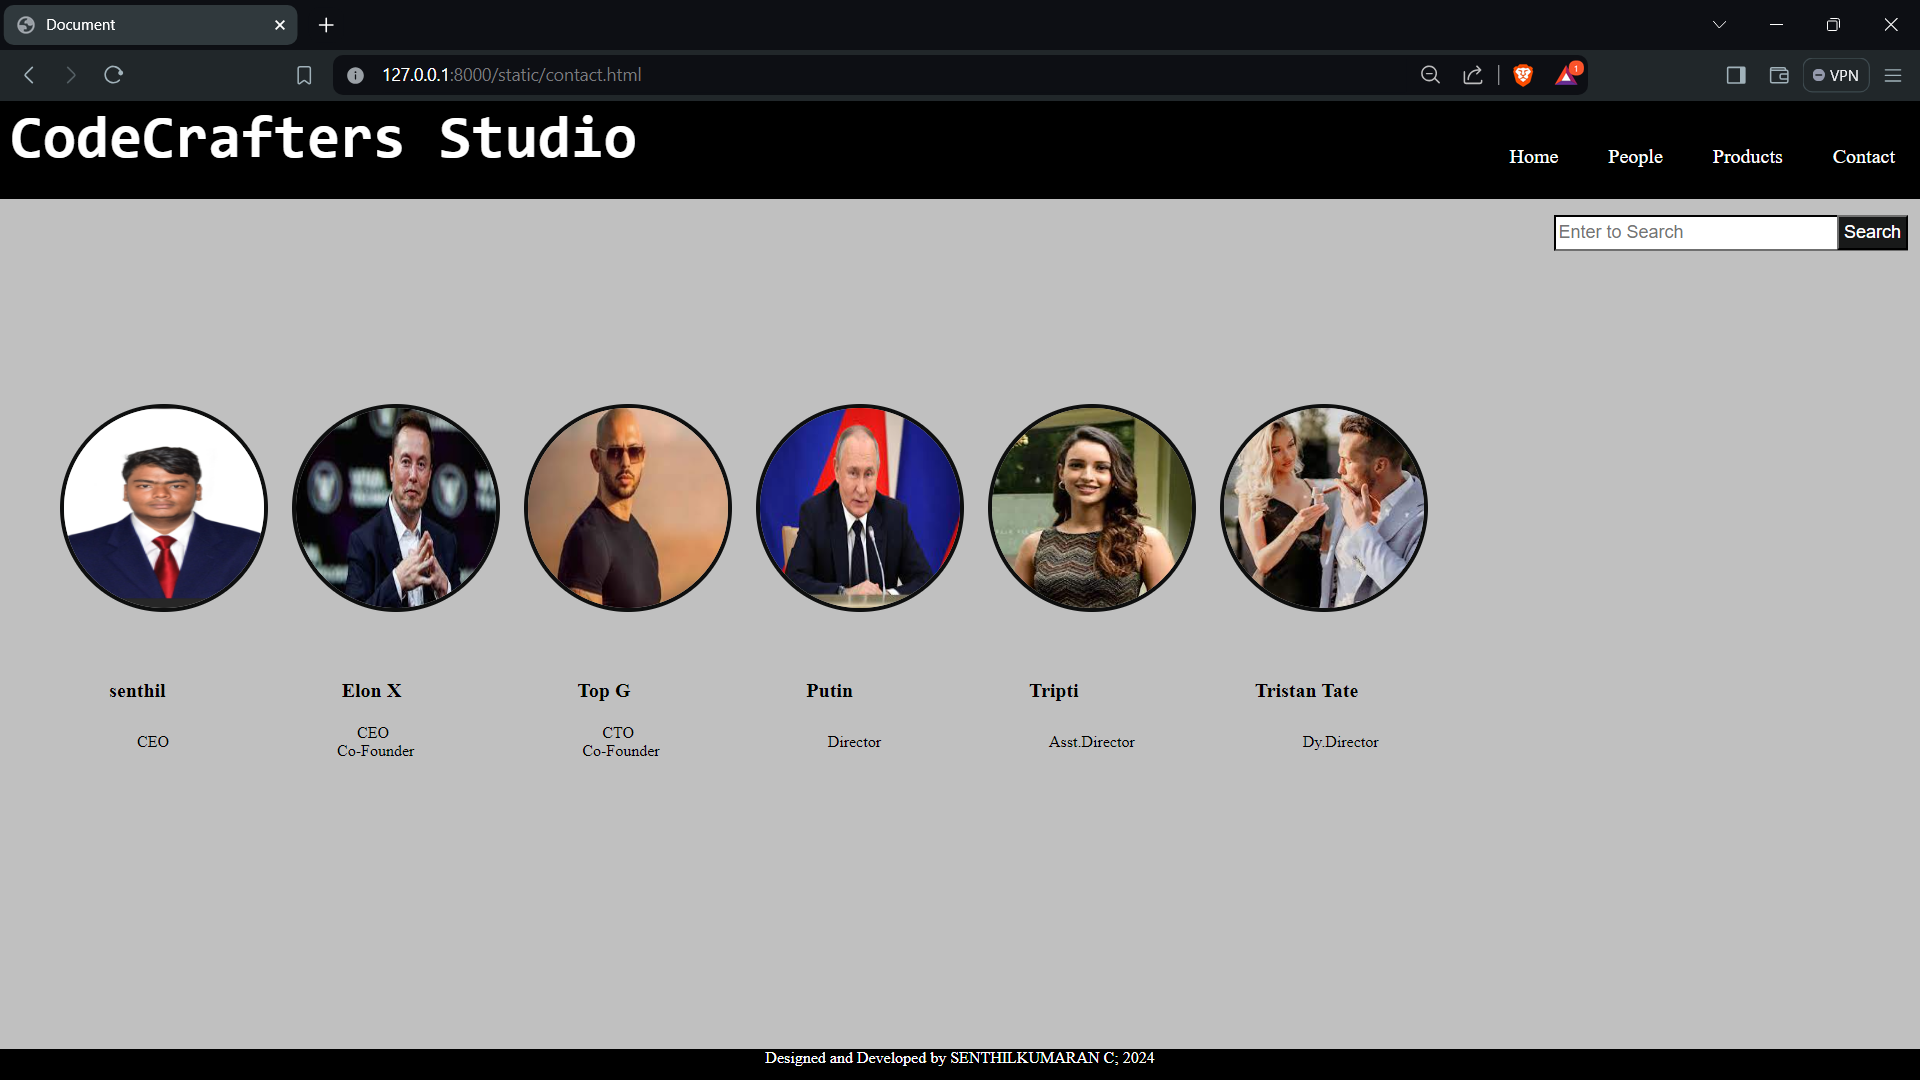 Document
127.0.0.1:8000/static/contact.html
1
VPN
CodeCrafters Studio
Home People Products Contact
Enter to Search Search
senthil Elon X Top G Putin Tripti Tristan Tate
CEO CEO CTO Director Asst.Director Dy.Director
Co-Founder Co-Founder
Designed and Developed by SENTHILKUMARAN C; 2024